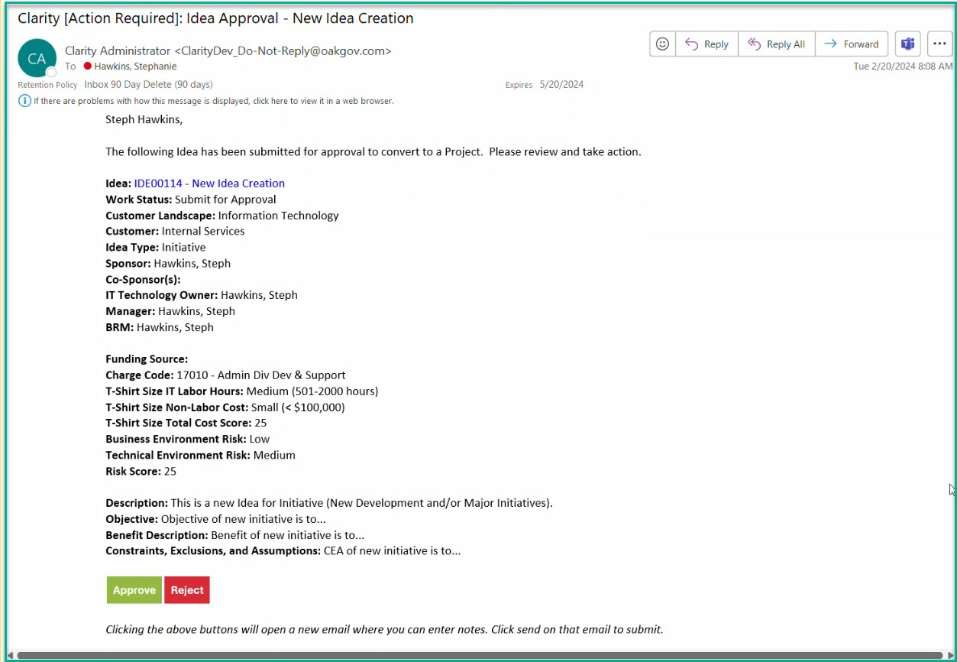 Clarity [Action Required]: Idea Approval - New Idea Creation
CA
Clarity Administrator <ClarityDev_Do-Not-Reply@oakgov.com>
To Hawkins, Stephanie
Reply
Reply All
Forward
Tue 2/20/2024 8:08 AM
Retention Policy Inbox 90 Day Delete (90 days)
Expires 5/20/2024
If there are problems with how this message is displayed, click here to view it in a web browser.
Steph Hawkins,
The following Idea has been submitted for approval to convert to a Project. Please review and take action.
Idea: IDE00114 - New Idea Creation
Work Status: Submit for Approval
Customer Landscape: Information Technology
Customer: Internal Services
Idea Type: Initiative
Sponsor: Hawkins, Steph
Co-Sponsor(s):
IT Technology Owner: Hawkins, Steph
Manager: Hawkins, Steph
BRM: Hawkins, Steph
Funding Source:
Charge Code: 17010 - Admin Div Dev & Support
T-Shirt Size IT Labor Hours: Medium (501-2000 hours)
T-Shirt Size Non-Labor Cost: Small (< $100,000)
T-Shirt Size Total Cost Score: 25
Business Environment Risk: Low
Technical Environment Risk: Medium
Risk Score: 25
Description: This is a new Idea for Initiative (New Development and/or Major Initiatives).
Objective: Objective of new initiative is to...
Benefit Description: Benefit of new initiative is to...
Constraints, Exclusions, and Assumptions: CEA of new initiative is to...
Approve Reject
Clicking the above buttons will open a new email where you can enter notes. Click send on that email to submit.